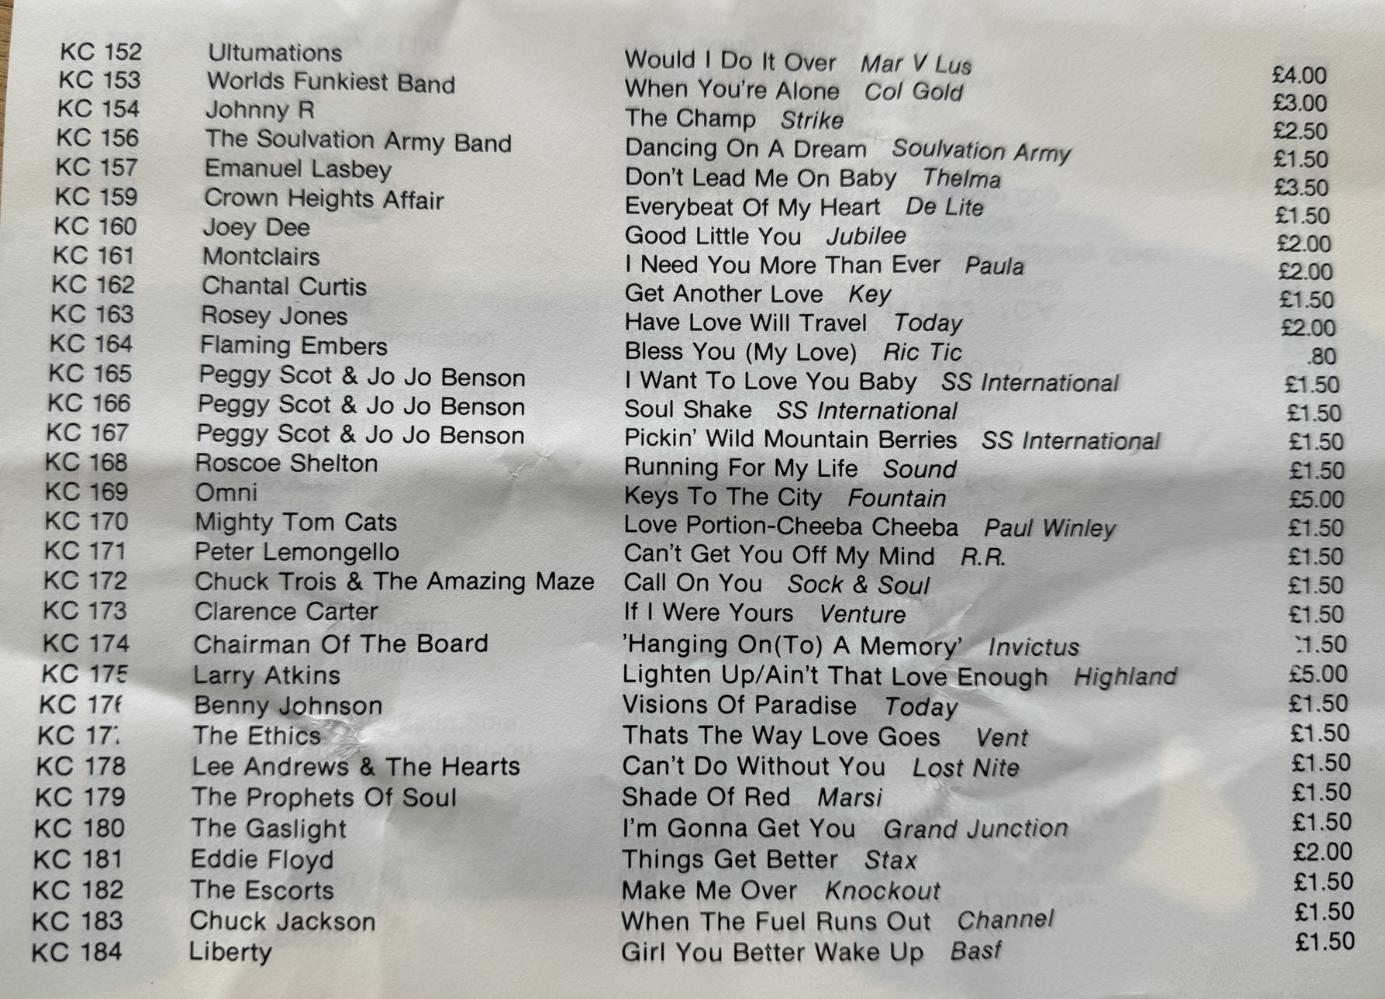 KC 152 Ultumations Would I Do It Over Mar V Lus £4.00
KC 153 Worlds Funkiest Band When You're Alone Col Gold £3.00
KC 154 Johnny R The Champ Strike £2.50
KC 156 The Soulvation Army Band Dancing On A Dream Soulvation Army £1.50
KC 157 Emanuel Lasbey Don't Lead Me On Baby Thelma £3.50
KC 159 Crown Heights Affair Everybeat Of My Heart De Lite £1.50
KC 160 Joey Dee Good Little You Jubilee £2.00
KC 161 Montclairs I Need You More Than Ever Paula £2.00
KC 162 Chantal Curtis Get Another Love Key £1.50
KC 163 Rosey Jones Have Love Will Travel Today £2.00
KC 164 Flaming Embers Bless You (My Love) Ric Tic .80
KC 165 Peggy Scot & Jo Jo Benson I Want To Love You Baby SS International £1.50
KC 166 Peggy Scot & Jo Jo Benson Soul Shake SS International £1.50
KC 167 Peggy Scot & Jo Jo Benson Pickin' Wild Mountain Berries SS International £1.50
KC 168 Roscoe Shelton Running For My Life Sound £1.50
KC 169 Omni Keys To The City Fountain £5.00
KC 170 Mighty Tom Cats Love Portion-Cheeba Cheeba Paul Winley £1.50
KC 171 Peter Lemongello Can't Get You Off My Mind R.R. £1.50
KC 172 Chuck Trois & The Amazing Maze Call On You Sock & Soul £1.50
KC 173 Clarence Carter If I Were Yours Venture £1.50
KC 174 Chairman Of The Board 'Hanging On(To) A Memory' Invictus 1.50
KC 175 Larry Atkins Lighten Up/Ain't That Love Enough Highland £5.00
KC 176 Benny Johnson Visions Of Paradise Today £1.50
KC 177 The Ethics Thats The Way Love Goes Vent £1.50
KC 178 Lee Andrews & The Hearts Can't Do Without You Lost Nite £1.50
KC 179 The Prophets Of Soul Shade Of Red Marsi £1.50
KC 180 The Gaslight I'm Gonna Get You Grand Junction £1.50
KC 181 Eddie Floyd Things Get Better Stax £2.00
KC 182 The Escorts Make Me Over Knockout £1.50
KC 183 Chuck Jackson When The Fuel Runs Out Channel £1.50
KC 184 Liberty Girl You Better Wake Up Basf £1.50